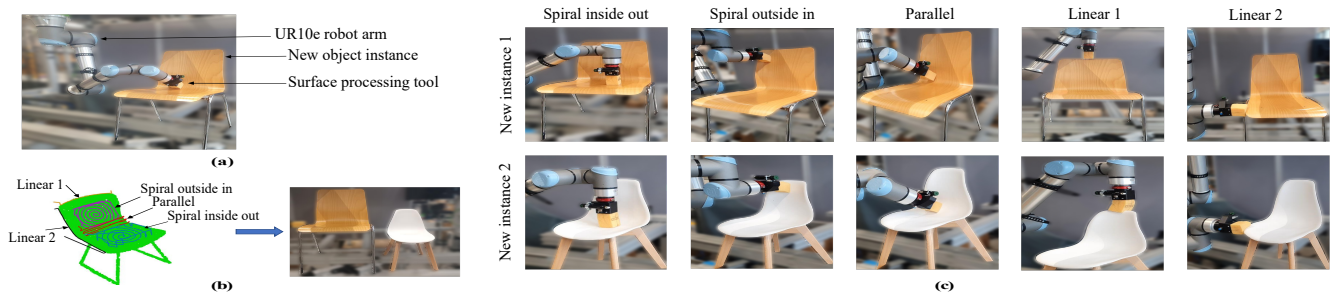 UR10e robot arm
New object instance
Surface processing tool
(a)
Linear 1
Spiral outside in
Parallel
Spiral inside out
Linear 2
(b)
Spiral inside out
Spiral outside in
Parallel
Linear 1
Linear 2
New instance 1
New instance 2
(c)